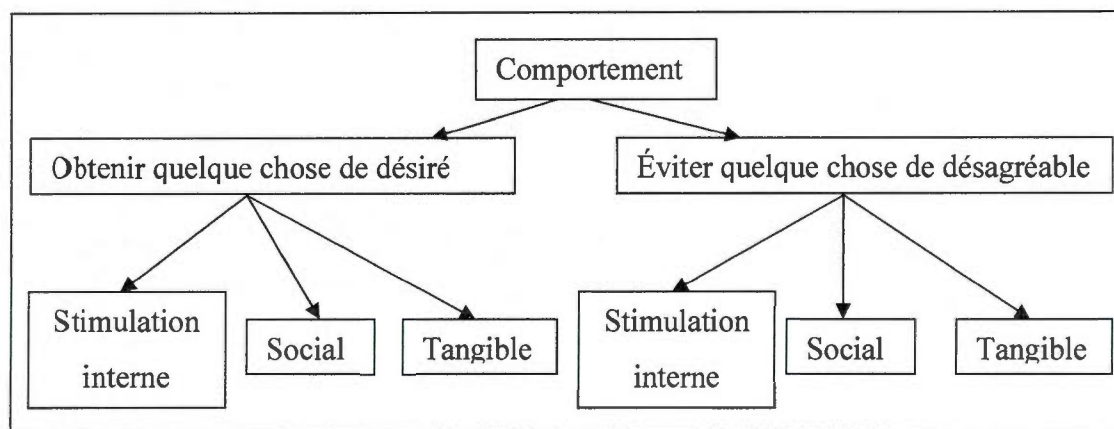 Comportement
Obtenir quelque chose de désiré
Éviter quelque chose de désagréable
Stimulation
interne
Social
Tangible
Stimulation
interne
Social
Tangible